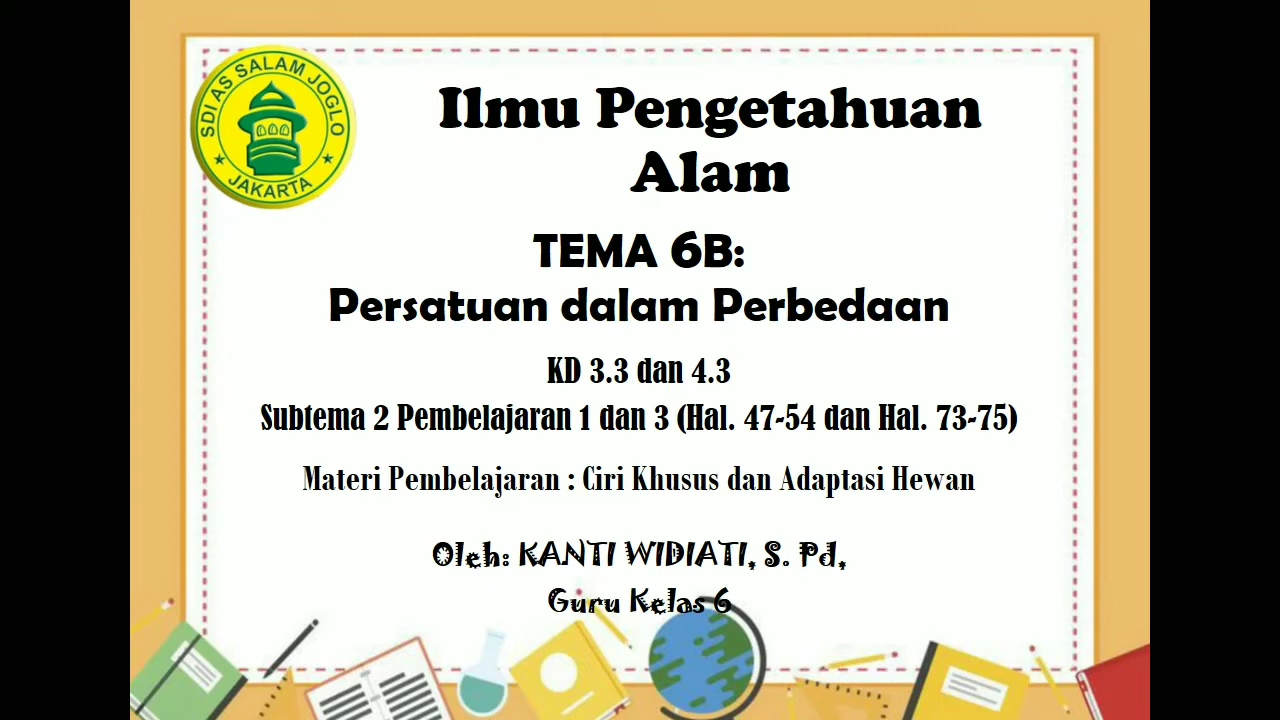 SDI AS SALAM JOGLO
JAKARTA
Ilmu Pengetahuan
Alam
TEMA 6B:
Persatuan dalam Perbedaan
KD 3.3 dan 4.3
Subtema 2 Pembelajaran 1 dan 3 (Hal. 47-54 dan Hal. 73-75)
Materi Pembelajaran : Ciri Khusus dan Adaptasi Hewan
Oleh: KANTI WIDIATI, S. Pd,
Guru Kelas 6